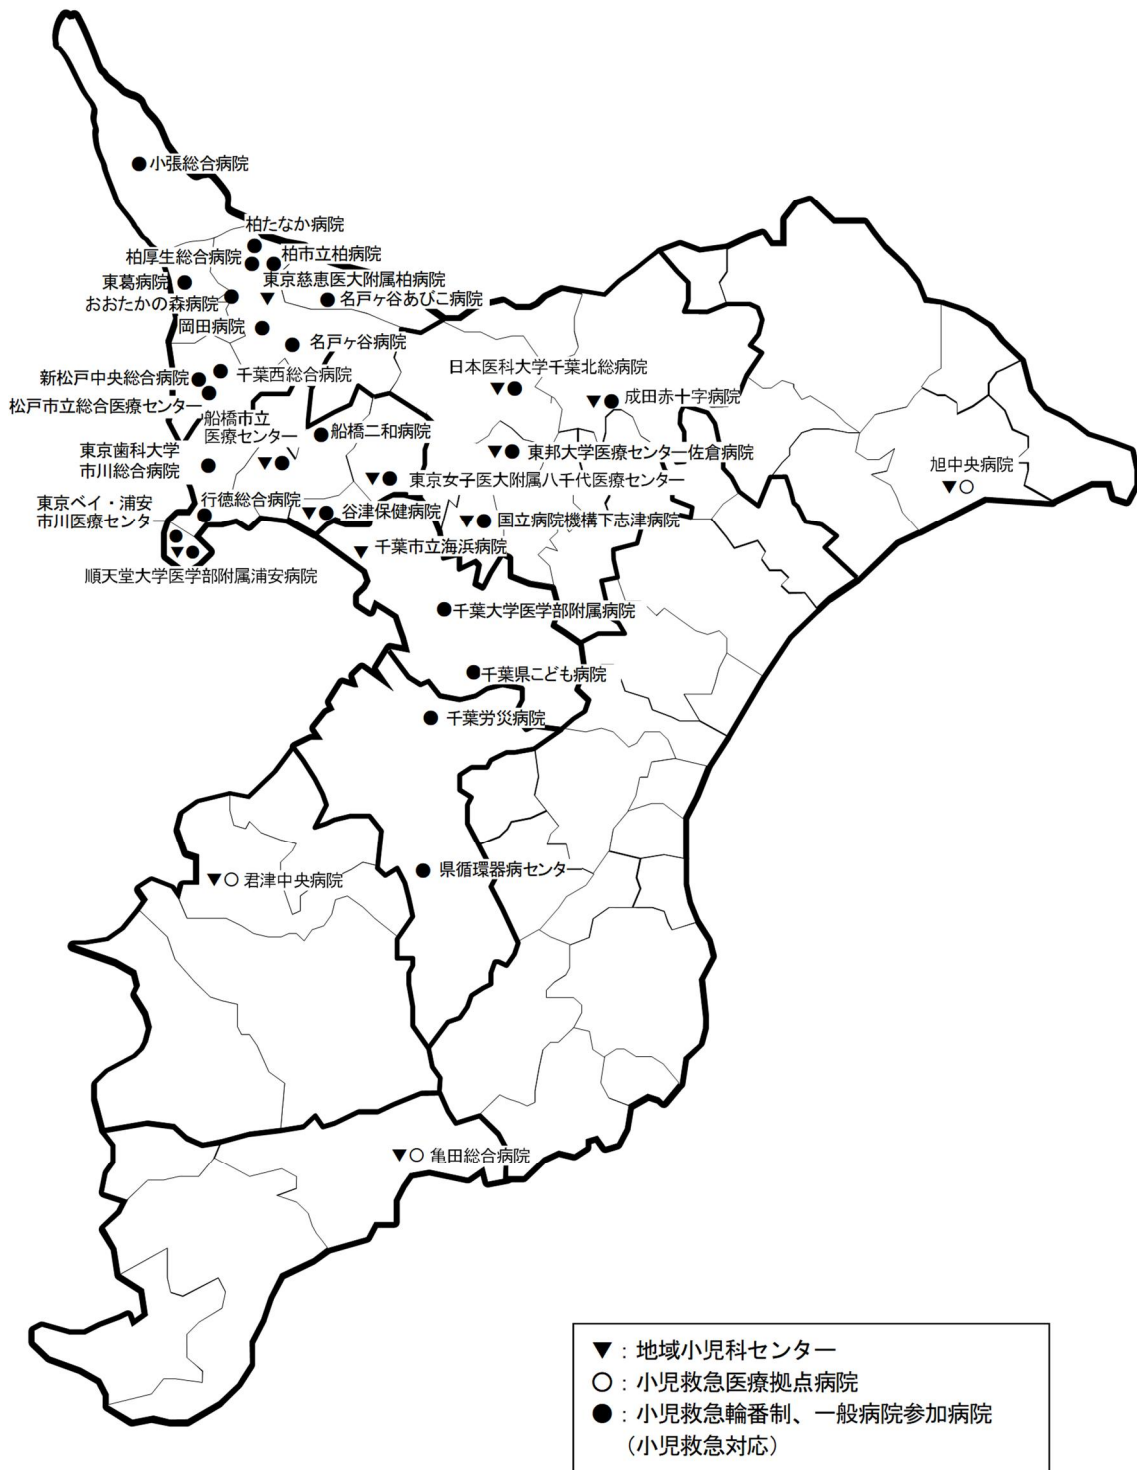 ●小張総合病院
柏たなか病院
柏厚生総合病院
柏市立柏病院
東葛病院
東京慈恵医大附属柏病院
おおたかの森病院
名戸ヶ谷あびこ病院
岡田病院
名戸ヶ谷病院
新松戸中央総合病院
千葉西総合病院
松戸市立総合医療センター
日本医科大学千葉北総病院
成田赤十字病院
船橋市立
医療センター
船橋二和病院
東京歯科大学
市川総合病院
東邦大学医療センター佐倉病院
旭中央病院
▼○
東京女子医大附属八千代医療センター
行徳総合病院
谷津保健病院
東京ベイ・浦安
市川医療センタ
国立病院機構下志津病院
千葉市立海浜病院
順天堂大学医学部附属浦安病院
●千葉大学医学部附属病院
●千葉県こども病院
● 千葉労災病院
● 県循環器病センター
▼○ 君津中央病院
▼○ 亀田総合病院
▼：地域小児科センター
○：小児救急医療拠点病院
●：小児救急輪番制、一般病院参加病院
（小児救急対応）